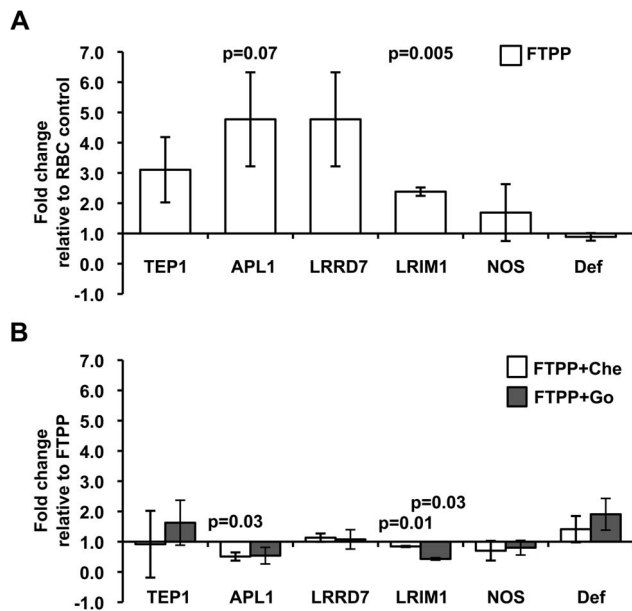 A
7.0
p=0.07
p=0.005
FTPP
6.0
5.0
4.0
3.0
2.0
1.0
0.0
-1.0
Fold change
relative to RBC control
TEP1 APL1 LRRD7 LRIM1 NOS Def
B
7.0
FTPP+Che
FTPP+Go
6.0
5.0
4.0
3.0
2.0
1.0
0.0
-1.0
Fold change
relative to FTPP
p=0.03
p=0.03
p=0.01
TEP1 APL1 LRRD7 LRIM1 NOS Def